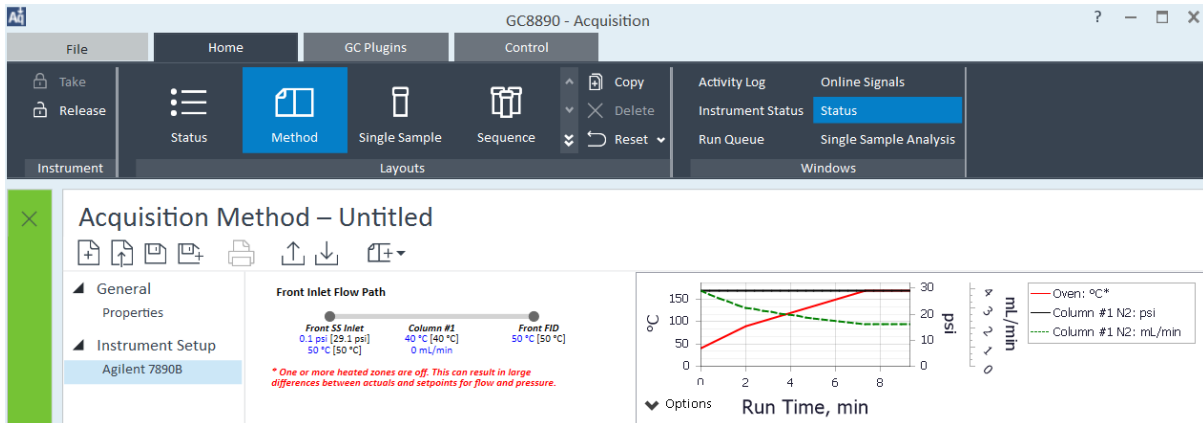 Aq
GC8890 - Acquisition
?
File
Home
GC Plugins
Control
Take
Release
Status
Method
Single Sample
Sequence
Copy
Delete
Reset
Activity Log
Online Signals
Instrument Status
Status
Run Queue
Single Sample Analysis
Instrument
Layouts
Windows
Acquisition Method – Untitled
General
Properties
Instrument Setup
Agilent 7890B
Front Inlet Flow Path
Front SS Inlet
0.1 psi [29.1 psi]
50 °C [50 °C]
Column #1
40 °C [40 °C]
0 mL/min
Front FID
50 °C [50 °C]
* One or more heated zones are off. This can result in large
differences between actuals and setpoints for flow and pressure.
°C
150
100
50
0
n
2
4
6
8
30
20
10
0
psi
4
3
2
1
0
mL/min
Options
Run Time, min
Oven: °C*
Column #1 N2: psi
Column #1 N2: mL/min